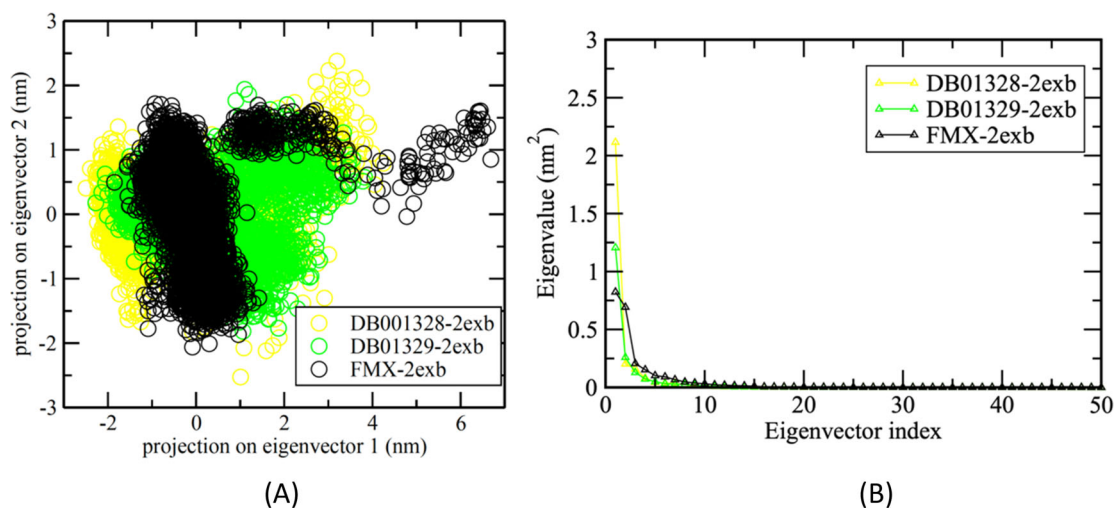 3
2
1
0
-1
-2
-3
projection on eigenvector 2 (nm)
-2
0
2
4
6
projection on eigenvector 1 (nm)
DB001328-2exb
DB01329-2exb
FMX-2exb
(A)
3
2.5
2
1.5
1
0.5
0
Eigenvalue (nm²)
0
10
20
30
40
50
Eigenvector index
DB01328-2exb
DB01329-2exb
FMX-2exb
(B)